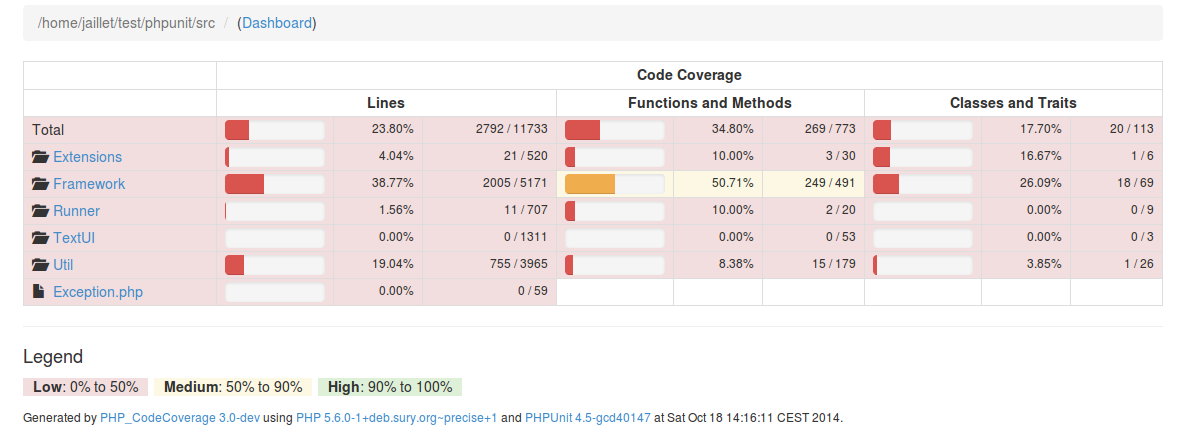 /home/jaillet/test/phpunit/src / (Dashboard)
Code Coverage
Lines Functions and Methods Classes and Traits
Total 23.80% 2792 / 11733 34.80% 269 / 773 17.70% 20 / 113
Extensions 4.04% 21 / 520 10.00% 3 / 30 16.67% 1 / 6
Framework 38.77% 2005 / 5171 50.71% 249 / 491 26.09% 18 / 69
Runner 1.56% 11 / 707 10.00% 2 / 20 0.00% 0 / 9
TextUI 0.00% 0 / 1311 0.00% 0 / 53 0.00% 0 / 3
Util 19.04% 755 / 3965 8.38% 15 / 179 3.85% 1 / 26
Exception.php 0.00% 0 / 59
Legend
Low: 0% to 50% Medium: 50% to 90% High: 90% to 100%
Generated by PHP_CodeCoverage 3.0-dev using PHP 5.6.0-1+deb.sury.org~precise+1 and PHPUnit 4.5-gcd40147 at Sat Oct 18 14:16:11 CEST 2014.